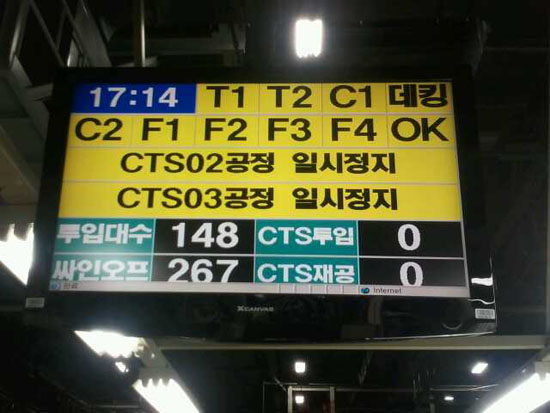 17:14 T1 T2 C1 데킹
C2 F1 F2 F3 F4 OK
CTS02공정 일시정지
CTS03공정 일시정지
투입대수 148 CTS투입 0
싸인오프 267 CTS재공 0
완료 Internet
XCANVAS